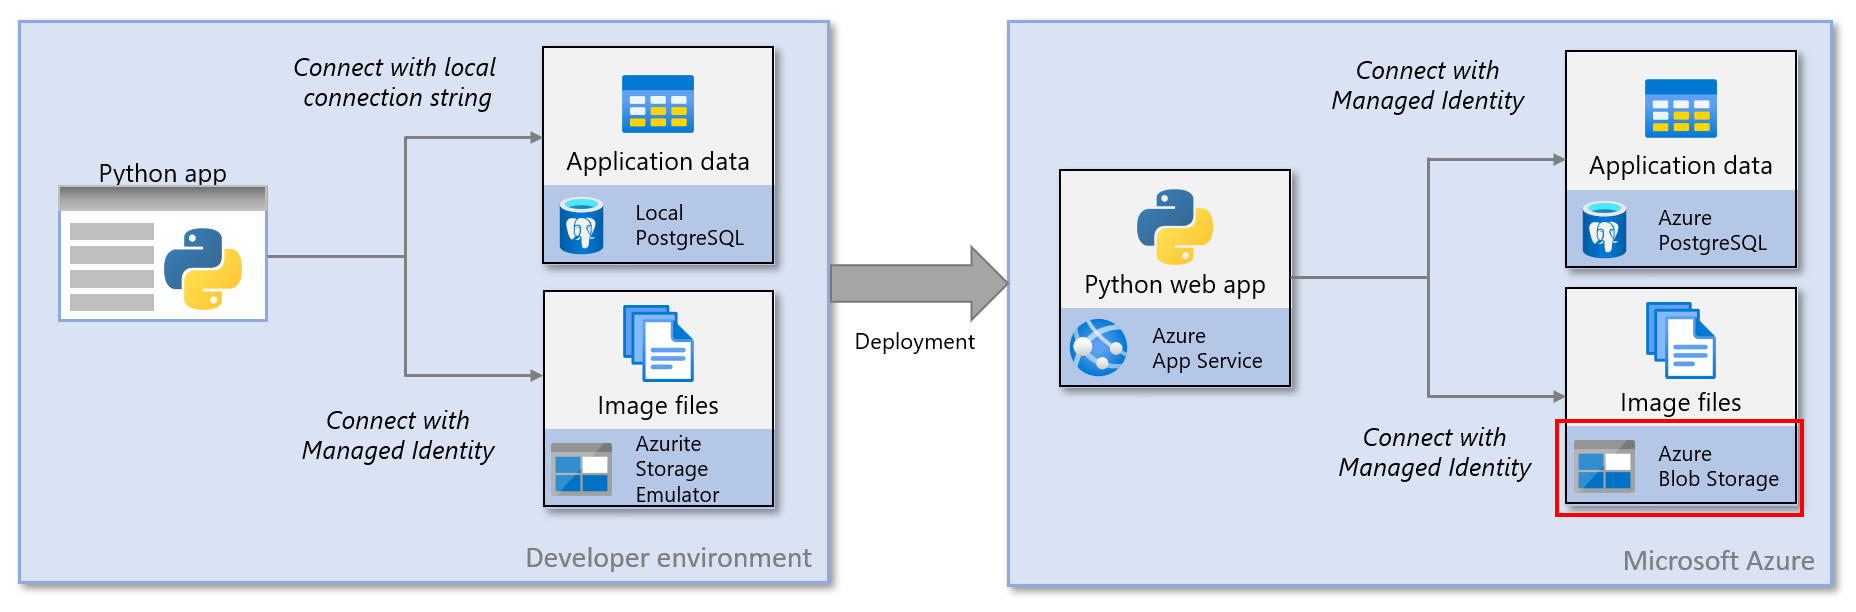 Connect with local
connection string
Python app
Application data
Local
PostgreSQL
Image files
Azurite
Storage
Emulator
Connect with
Managed Identity
Developer environment
Deployment
Connect with
Managed Identity
Python web app
Azure
App Service
Application data
Azure
PostgreSQL
Image files
Azure
Blob Storage
Connect with
Managed Identity
Microsoft Azure